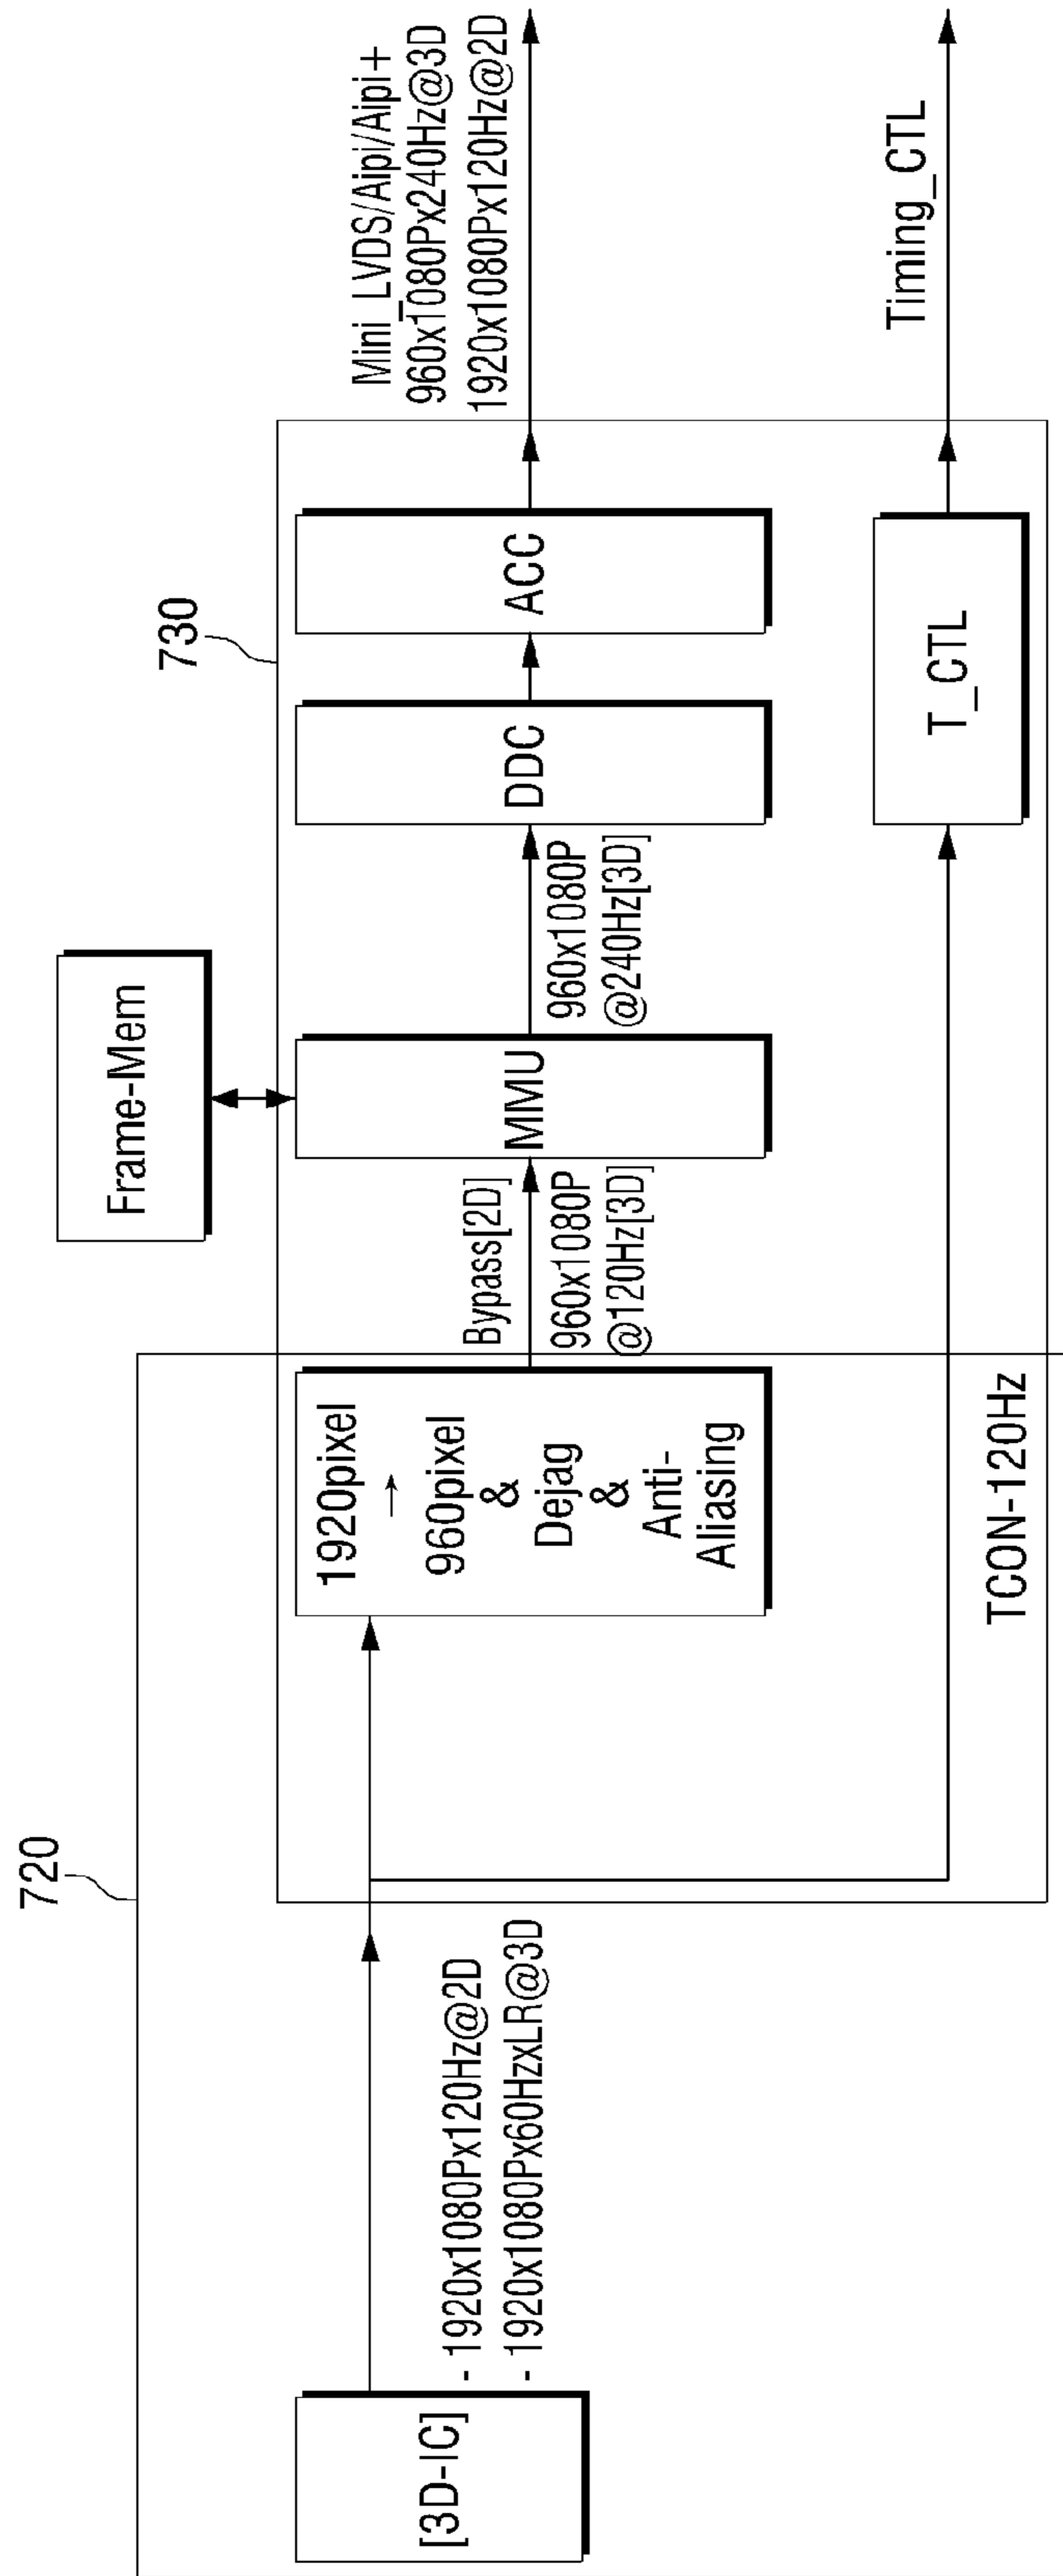 720
730
[3D-IC]
- 1920x1080Px120Hz@2D
- 1920x1080Px60HzxLR@3D
1920pixel
→
960pixel
&
Dejag
&
Anti-
Aliasing
TCON-120Hz
Bypass[2D]
960x1080P
@120Hz[3D]
Frame-Mem
MMU
960x1080P
@240Hz[3D]
DDC
ACC
T_CTL
Mini_LVDS/Aipi/Aipi+
960x1080Px240Hz@3D
1920x1080Px120Hz@2D
Timing_CTL